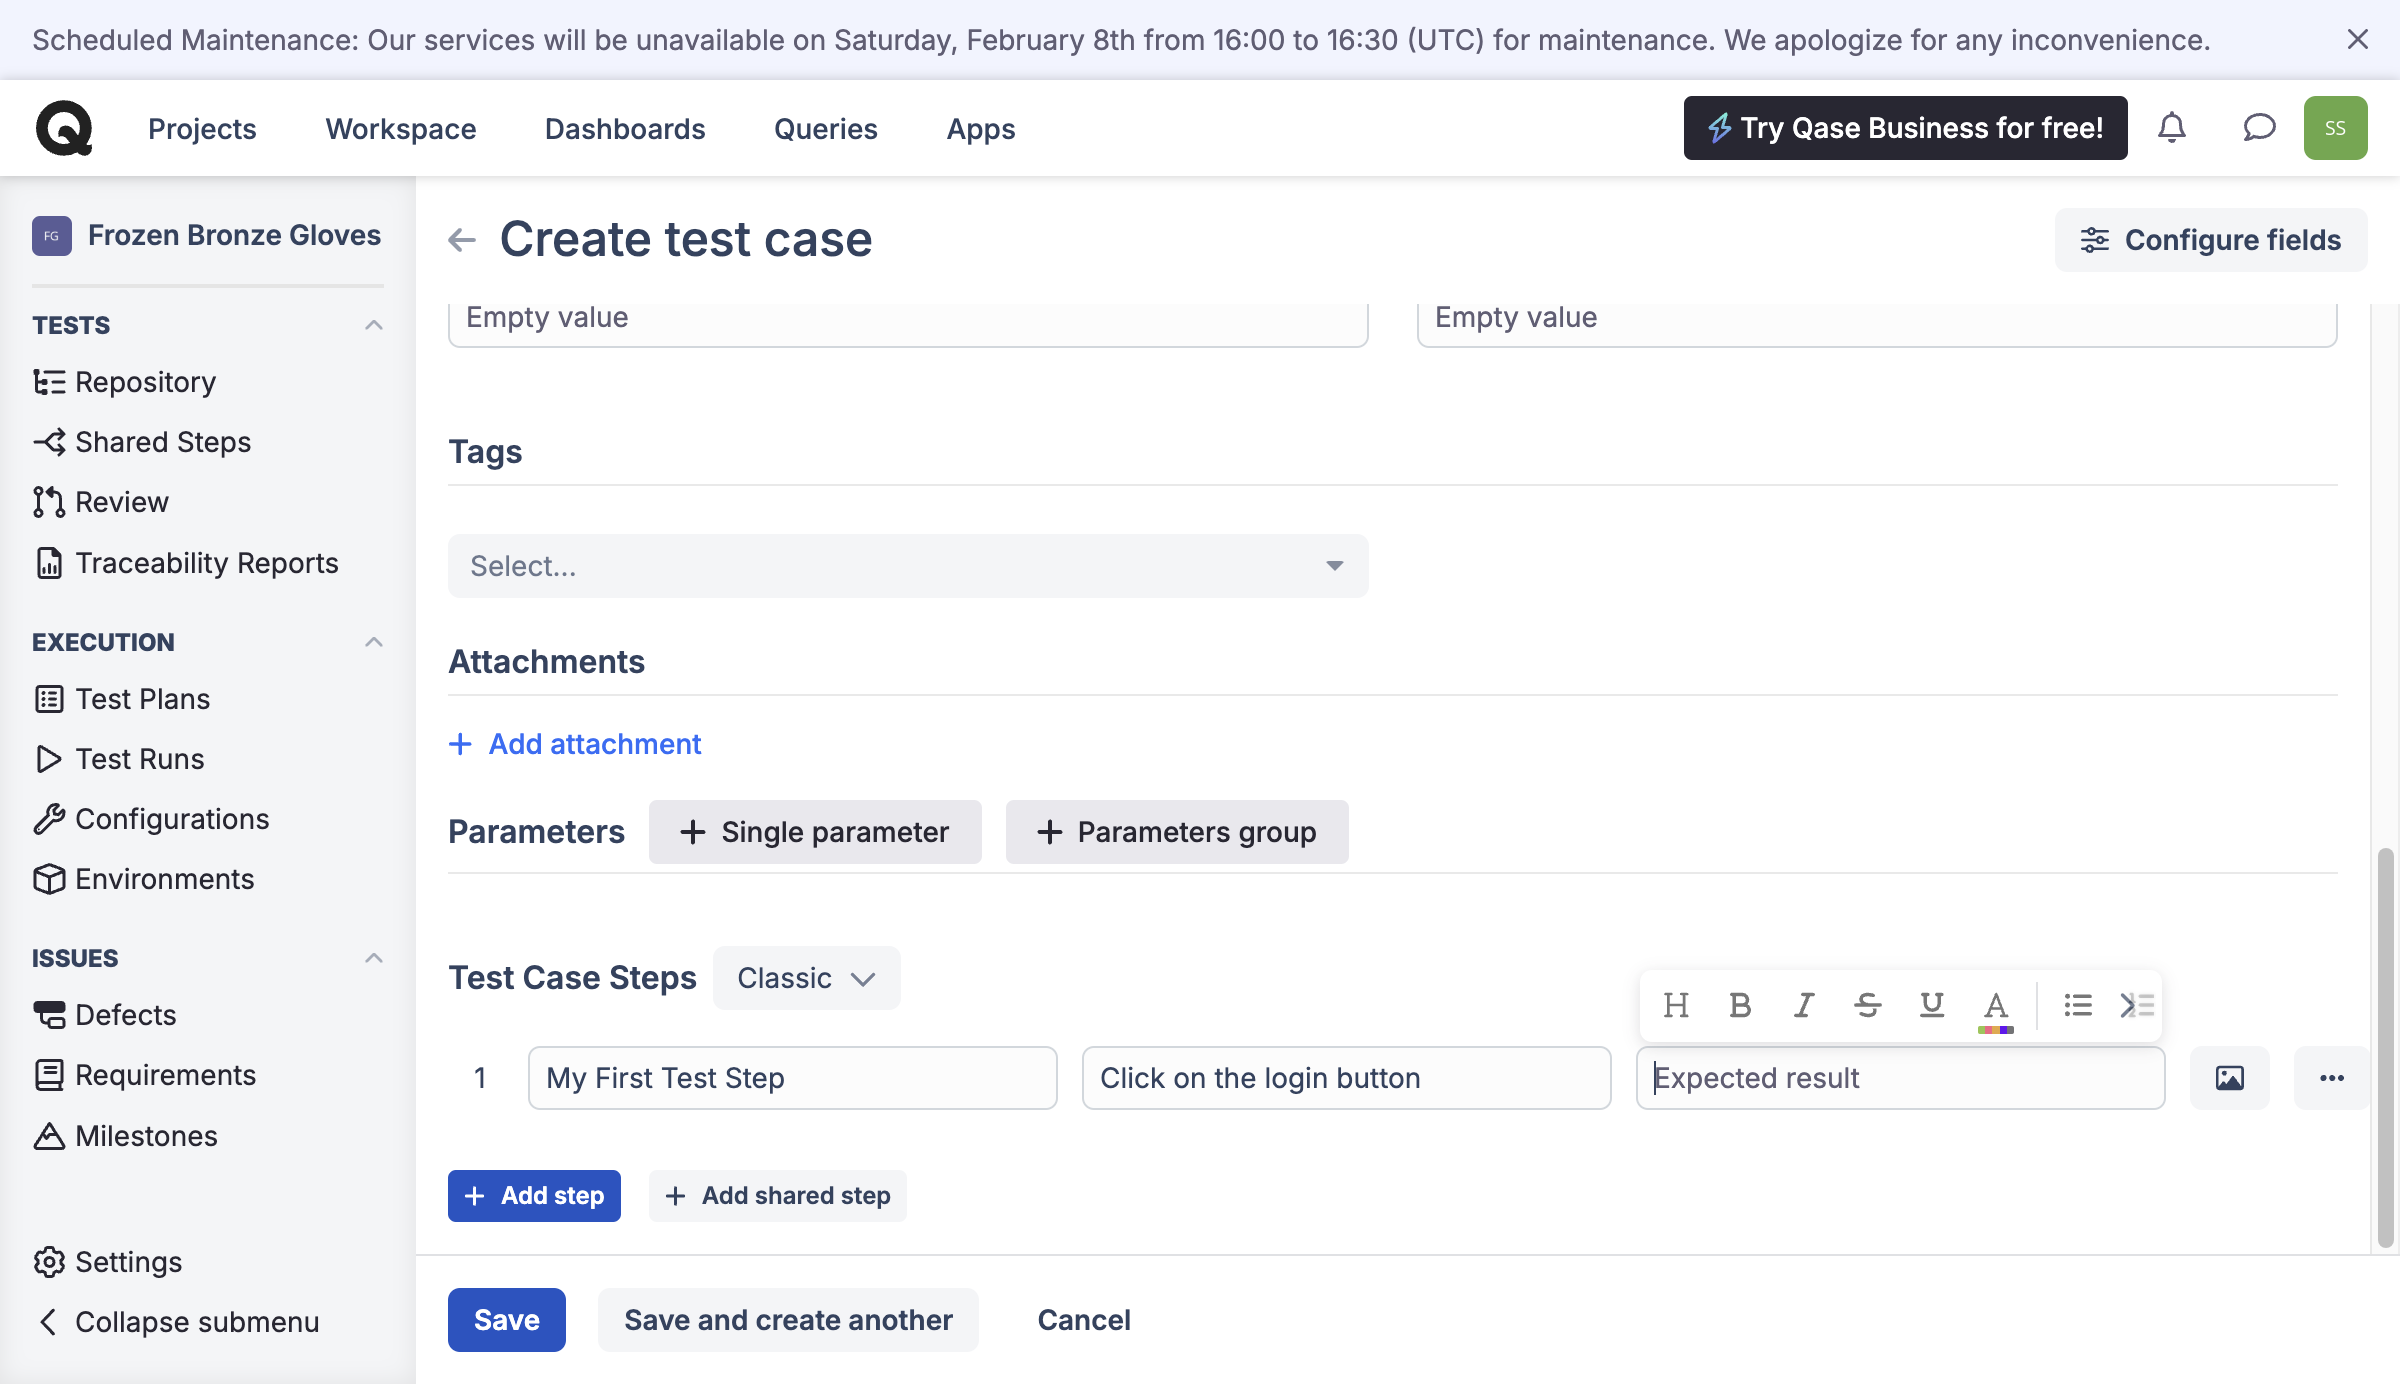 Scheduled Maintenance: Our services will be unavailable on Saturday, February 8th from 16:00 to 16:30 (UTC) for maintenance. We apologize for any inconvenience.
Projects
Workspace
Dashboards
Queries
Apps
Try Qase Business for free!
SS
FG
Frozen Bronze Gloves
TESTS
Repository
Shared Steps
Review
Traceability Reports
EXECUTION
Test Plans
Test Runs
Configurations
Environments
ISSUES
Defects
Requirements
Milestones
Settings
Collapse submenu
Create test case
Configure fields
Empty value
Empty value
Tags
Select...
Attachments
Add attachment
Parameters
Single parameter
Parameters group
Test Case Steps
Classic
H B I S U A
1
My First Test Step
Click on the login button
Expected result
Add step
Add shared step
Save
Save and create another
Cancel